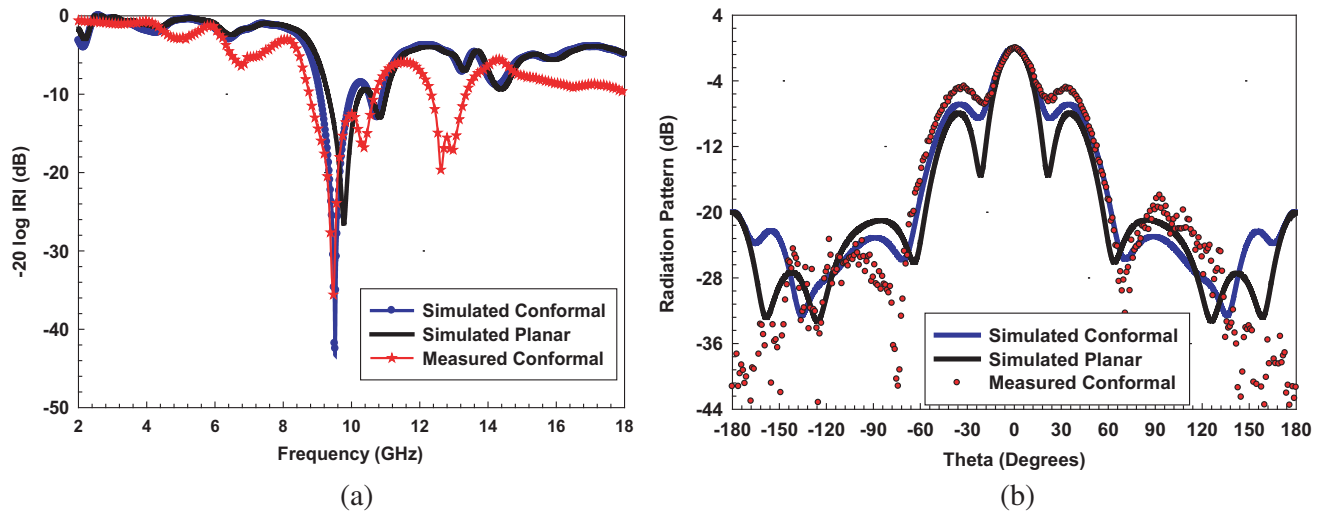 0
-10
-20
-30
-40
-50
-20 log IRI (dB)
2 4 6 8 10 12 14 16 18
Frequency (GHz)
Simulated Conformal
Simulated Planar
Measured Conformal
(a)
4
-4
-12
-20
-28
-36
-44
Radiation Pattern (dB)
-180 -150 -120 -90 -60 -30 0 30 60 90 120 150 180
Theta (Degrees)
Simulated Conformal
Simulated Planar
Measured Conformal
(b)